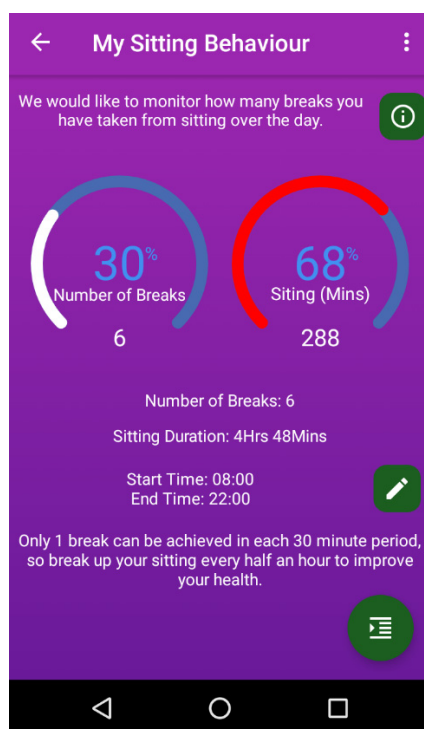 My Sitting Behaviour
We would like to monitor how many breaks you
have taken from sitting over the day.
30%
Number of Breaks
6
68%
Siting (Mins)
288
Number of Breaks: 6
Sitting Duration: 4Hrs 48Mins
Start Time: 08:00
End Time: 22:00
Only 1 break can be achieved in each 30 minute period,
so break up your sitting every half an hour to improve
your health.